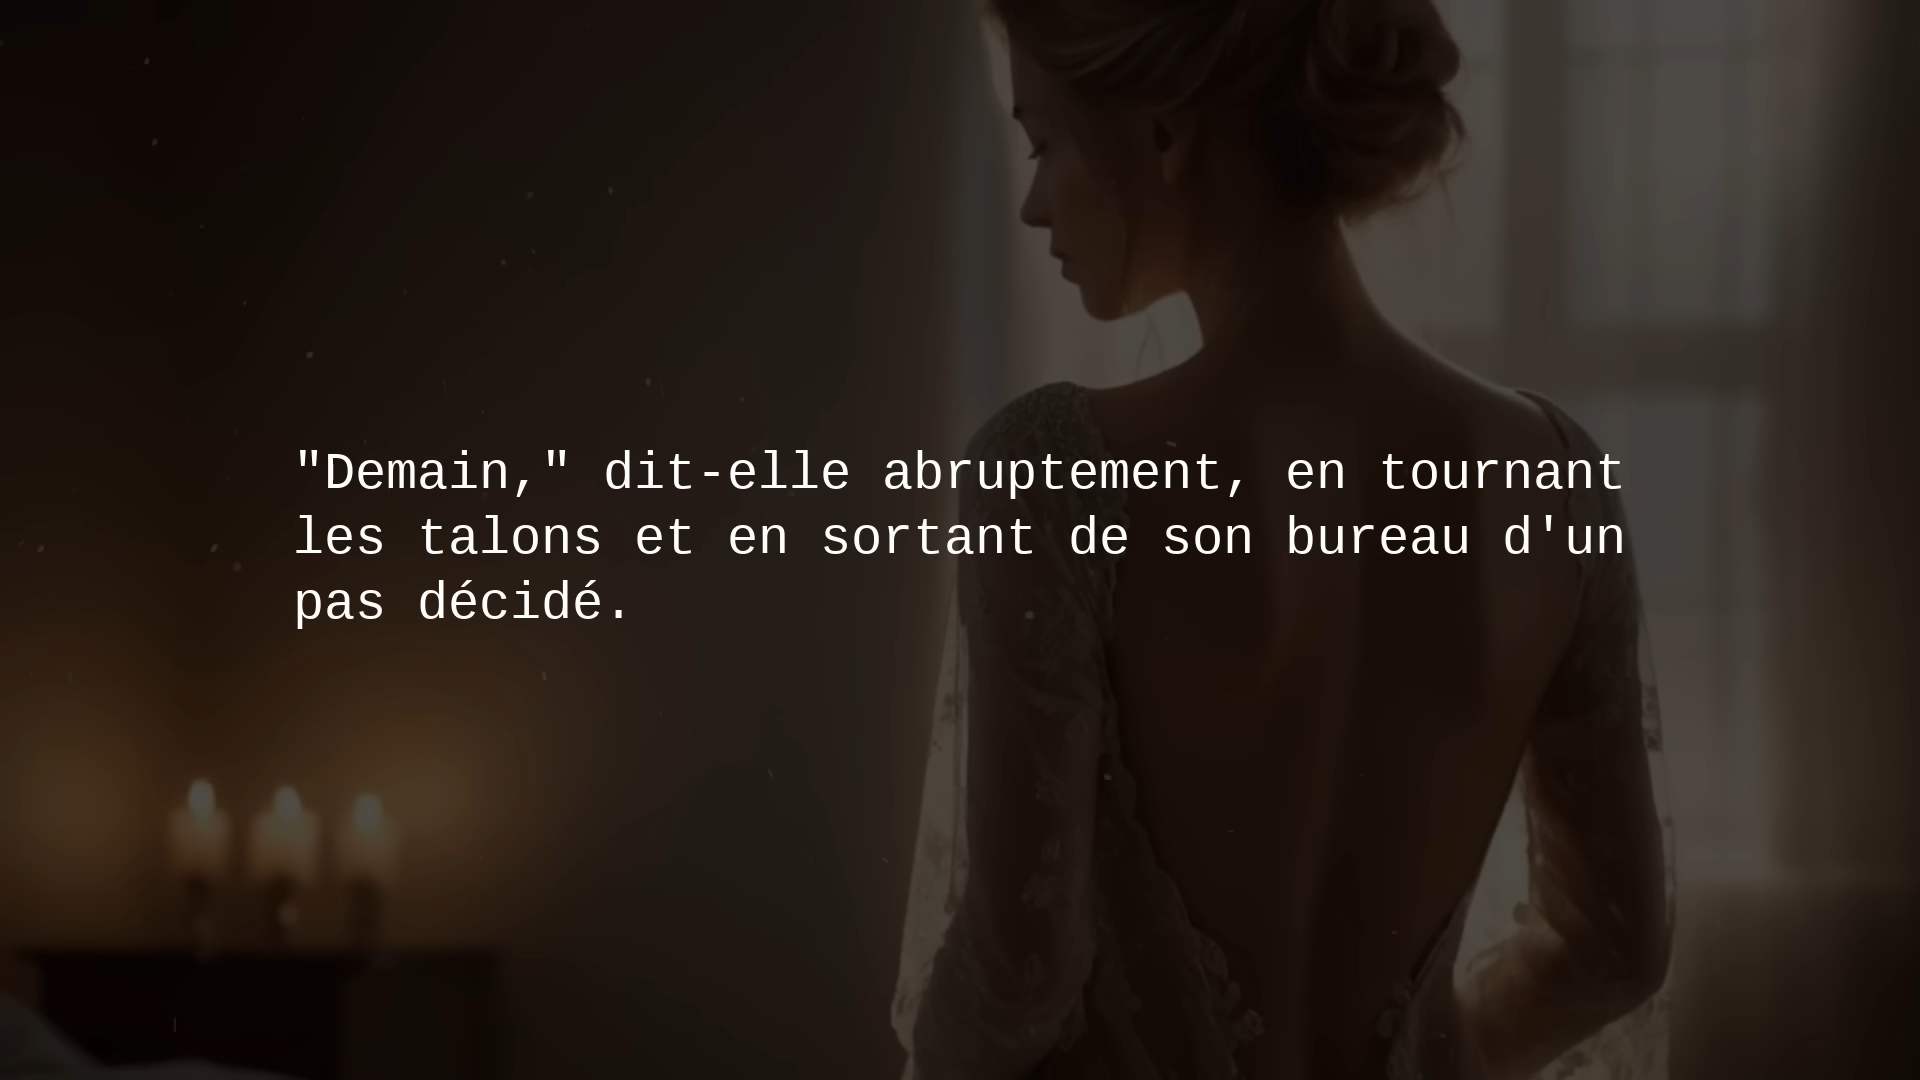 "Demain," dit-elle abruptement, en tournant
les talons et en sortant de son bureau d'un
pas décidé.